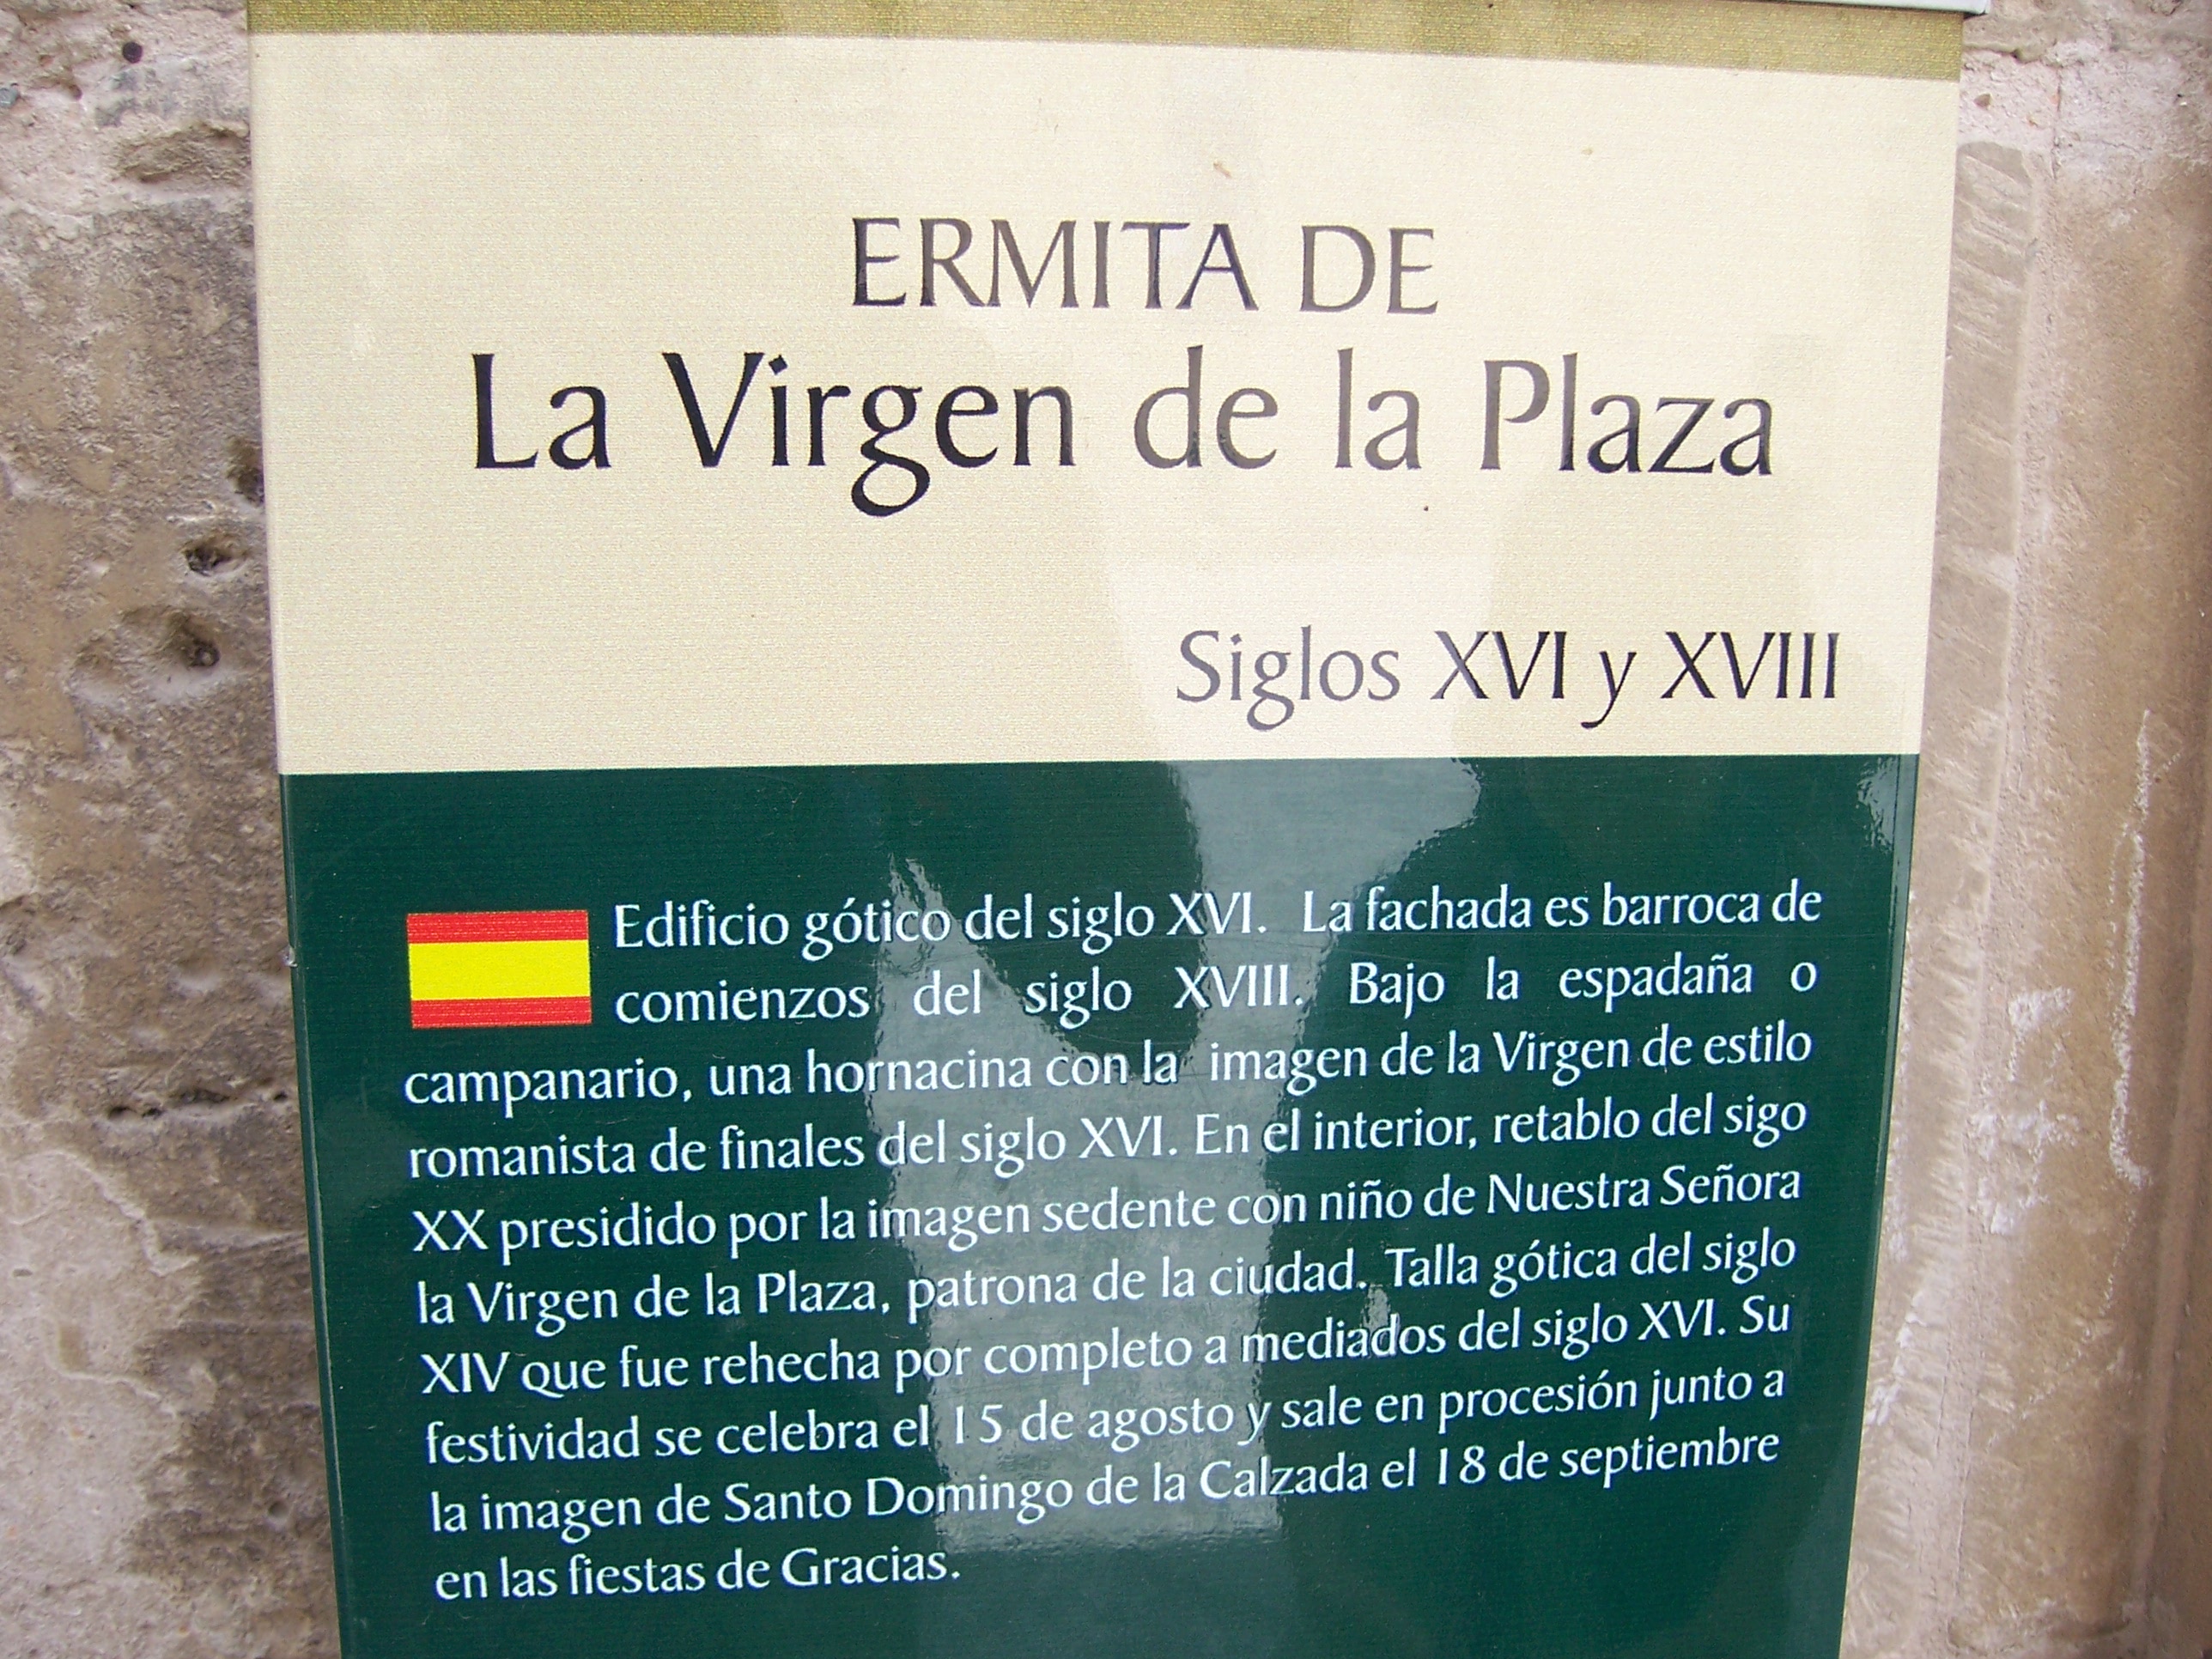 ERMITA DE
La Virgen de la Plaza
Siglos XVI y XVIII
Edificio gótico del siglo XVI. La fachada es barroca de
comienzos del siglo XVIII. Bajo la espadaña o
campanario, una hornacina con la imagen de la Virgen de estilo
romanista de finales del siglo XVI. En el interior, retablo del sigo
XX presidido por la imagen sedente con niño de Nuestra Señora
la Virgen de la Plaza, patrona de la ciudad. Talla gótica del siglo
XIV que fue rehecha por completo a mediados del siglo XVI. Su
festividad se celebra el 15 de agosto y sale en procesión junto a
la imagen de Santo Domingo de la Calzada el 18 de septiembre
en las fiestas de Gracias.